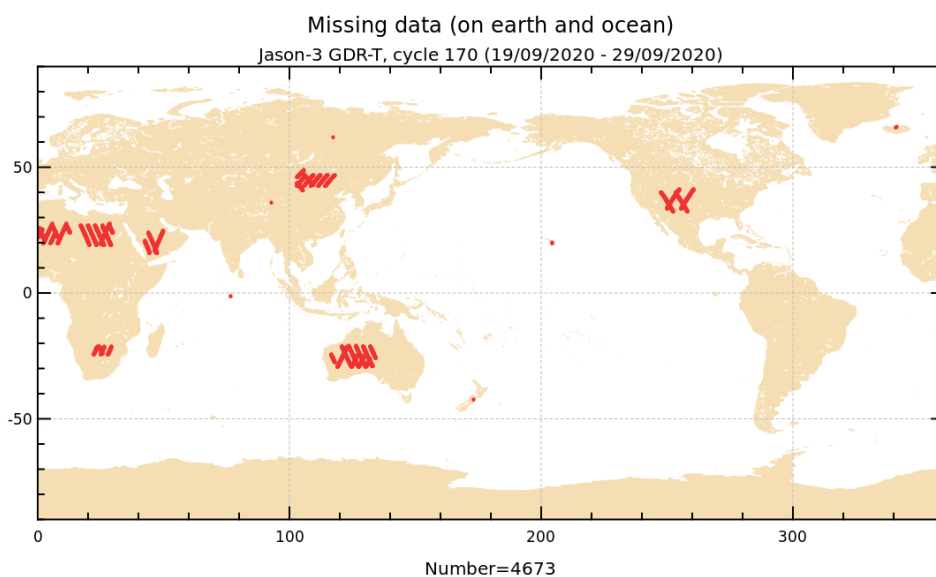 Missing data (on earth and ocean)
Jason-3 GDR-T, cycle 170 (19/09/2020 - 29/09/2020)
50
0
-50
0 100 200 300
Number=4673